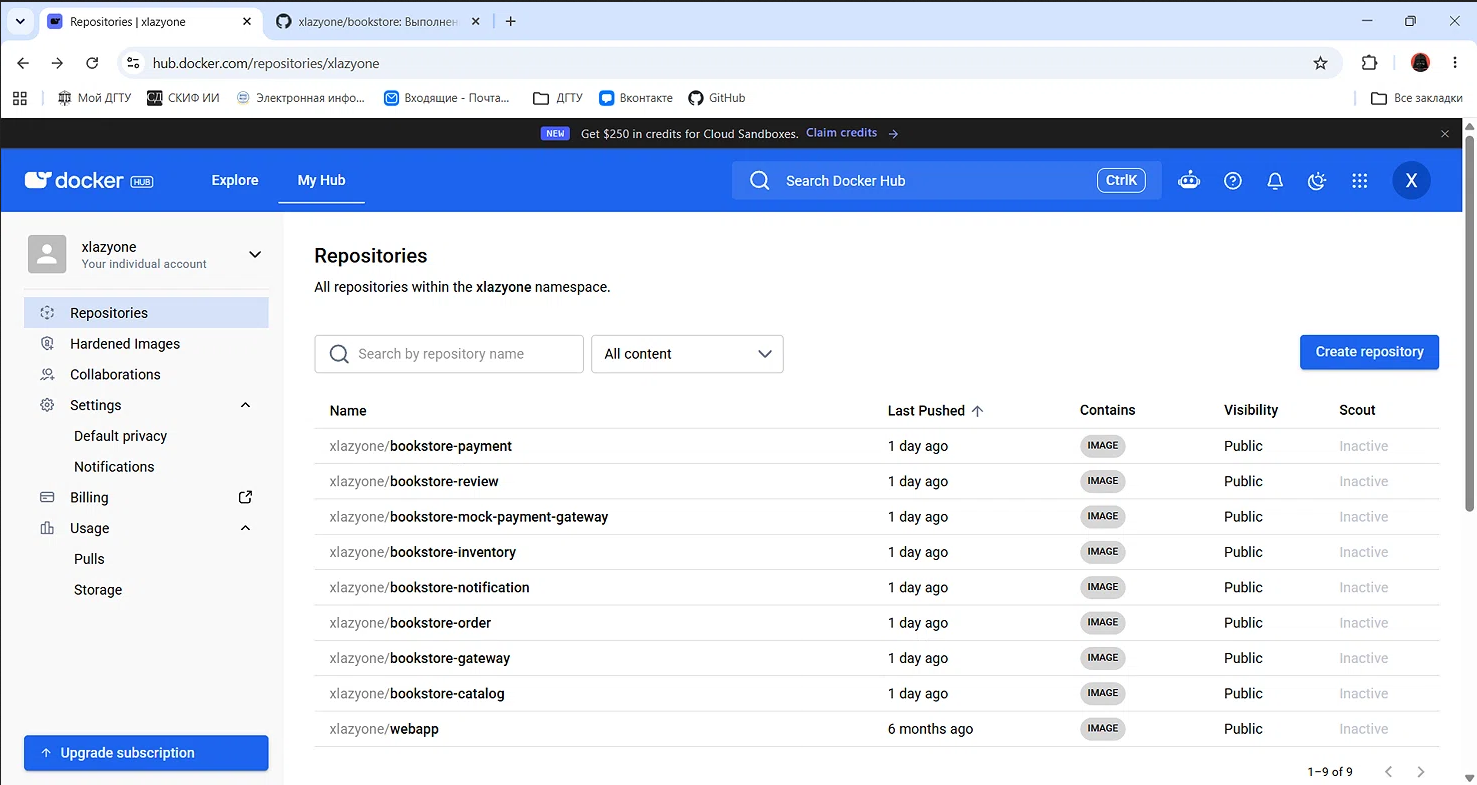 Repositories | xlazyone
xlazyone/bookstore: Выполнен
hub.docker.com/repositories/xlazyone
Мой ДГТУ СКИФ ИИ Электронная инфо... Входящие - Почта... ДГТУ Вконтакте GitHub Все закладки
NEW Get $250 in credits for Cloud Sandboxes. Claim credits →
docker HUB Explore My Hub Search Docker Hub CtrlK X
xlazyone
Your individual account
Repositories
Hardened Images
Collaborations
Settings
Default privacy
Notifications
Billing
Usage
Pulls
Storage
Upgrade subscription
Repositories
All repositories within the xlazyone namespace.
Search by repository name All content Create repository
Name Last Pushed Contains Visibility Scout
xlazyone/bookstore-payment 1 day ago IMAGE Public Inactive
xlazyone/bookstore-review 1 day ago IMAGE Public Inactive
xlazyone/bookstore-mock-payment-gateway 1 day ago IMAGE Public Inactive
xlazyone/bookstore-inventory 1 day ago IMAGE Public Inactive
xlazyone/bookstore-notification 1 day ago IMAGE Public Inactive
xlazyone/bookstore-order 1 day ago IMAGE Public Inactive
xlazyone/bookstore-gateway 1 day ago IMAGE Public Inactive
xlazyone/bookstore-catalog 1 day ago IMAGE Public Inactive
xlazyone/webapp 6 months ago IMAGE Public Inactive
1–9 of 9